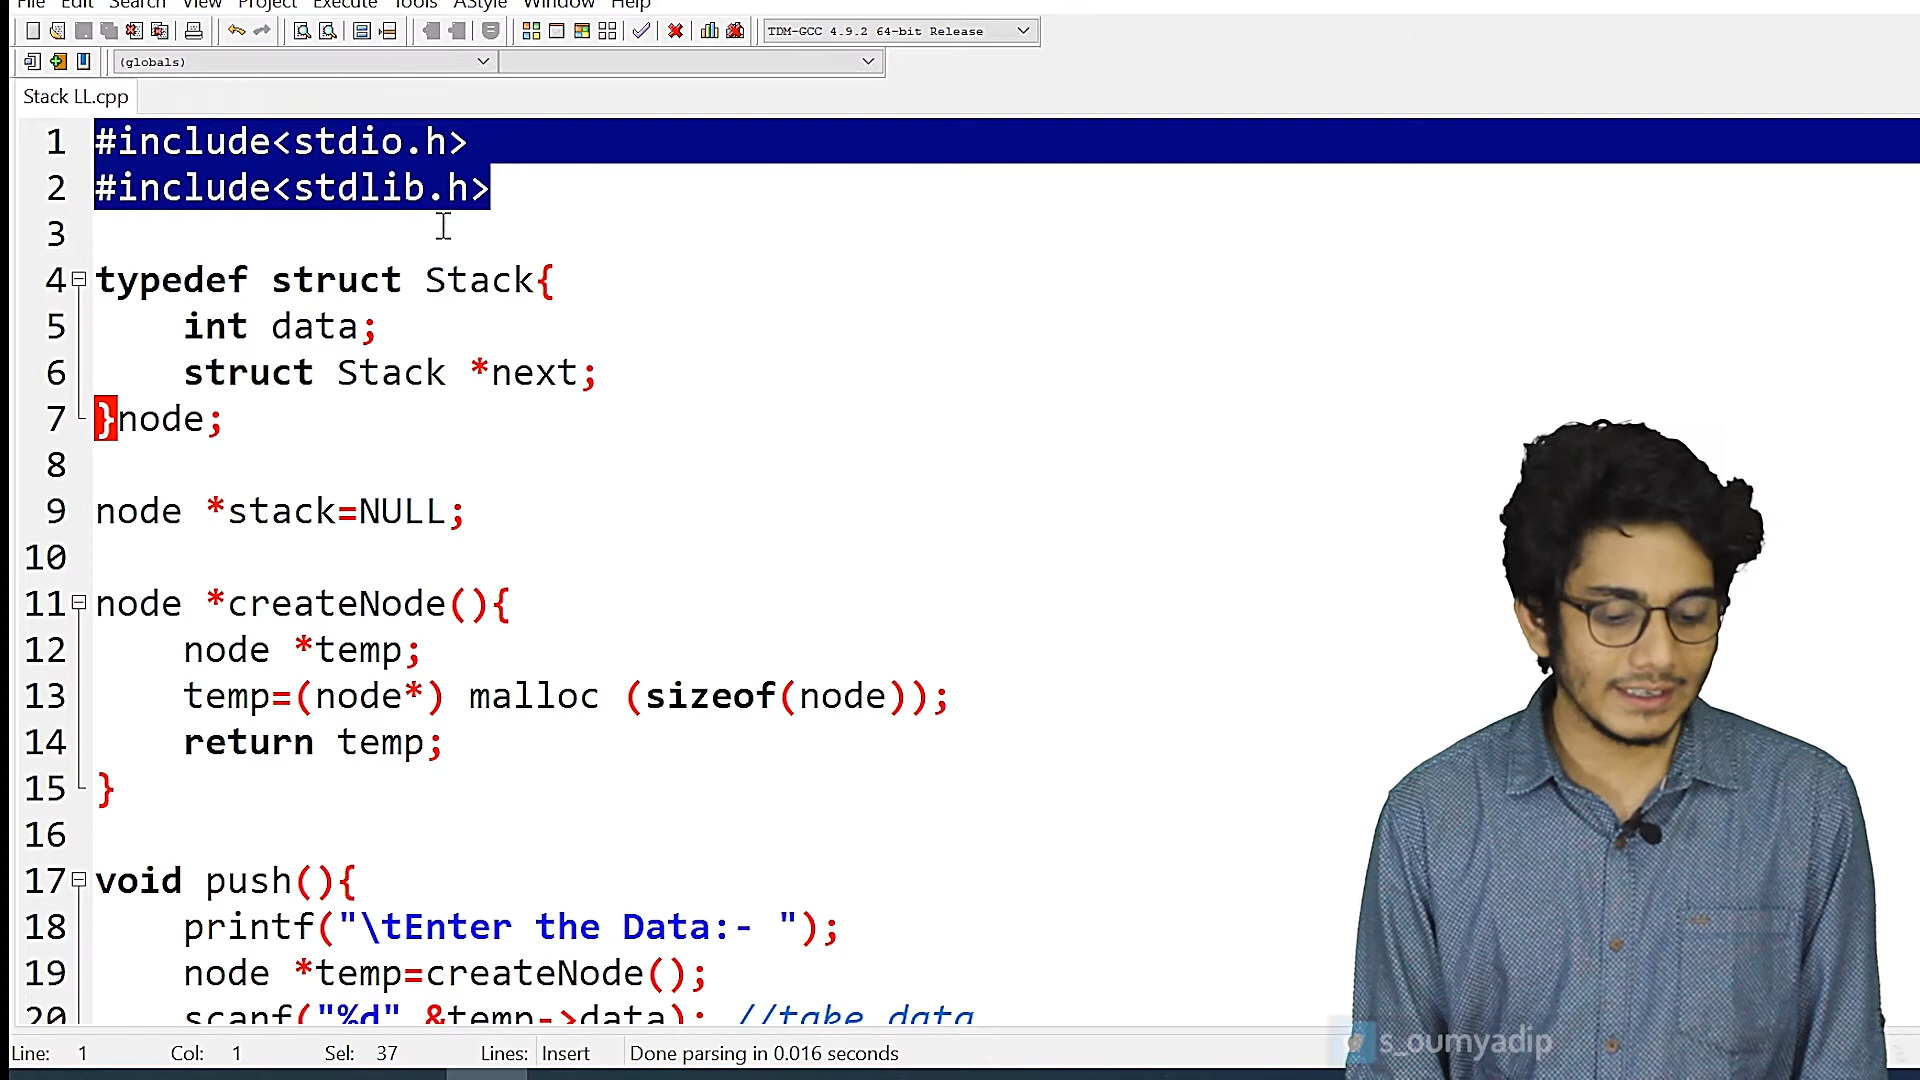 File Edit Search View Project Execute Tools AStyle Window Help
TDM-GCC 4.9.2 64-bit Release
(globals)
Stack LL.cpp
1 #include<stdio.h>
2 #include<stdlib.h>
3
4 typedef struct Stack{
5 int data;
6 struct Stack *next;
7 }node;
8
9 node *stack=NULL;
10
11 node *createNode(){
12 node *temp;
13 temp=(node*) malloc (sizeof(node));
14 return temp;
15 }
16
17 void push(){
18 printf("\tEnter the Data:- ");
19 node *temp=createNode();
20 scanf("%d" &temp->data); //take data
Line: 1 Col: 1 Sel: 37 Lines: Insert Done parsing in 0.016 seconds
s_oumyadip